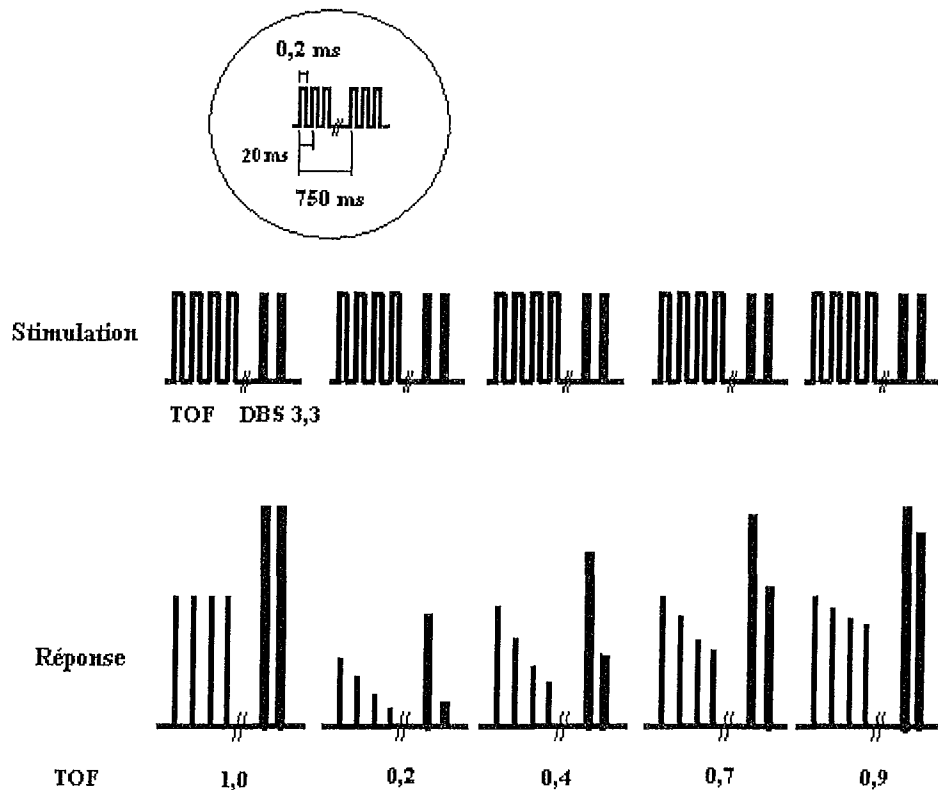 0,2 ms
20 ms
750 ms
Stimulation
TOF DBS 3,3
Réponse
TOF 1,0 0,2 0,4 0,7 0,9